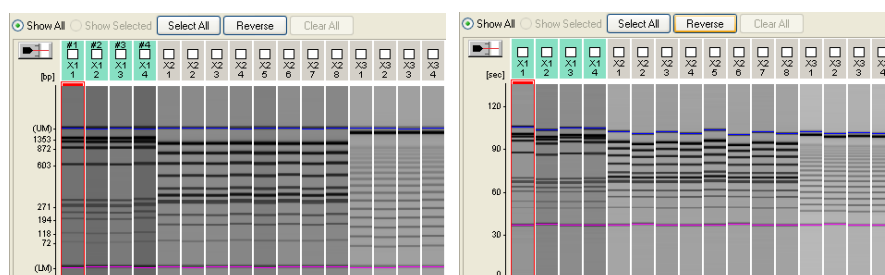 Show All Show Selected Select All Reverse Clear All
#1 #2 #3 #4
X1 X1 X1 X1 X2 X2 X2 X2 X2 X2 X2 X2 X3 X3 X3 X3
1 2 3 4 1 2 3 4 5 6 7 8 1 2 3 4
[bp]
(UM)
1353
872
603
271
194
118
72
(LM)
Show All Show Selected Select All Reverse Clear All
X1 X1 X1 X1 X2 X2 X2 X2 X2 X2 X2 X2 X3 X3 X3 X3
1 2 3 4 1 2 3 4 5 6 7 8 1 2 3 4
[sec]
120
90
60
30
0